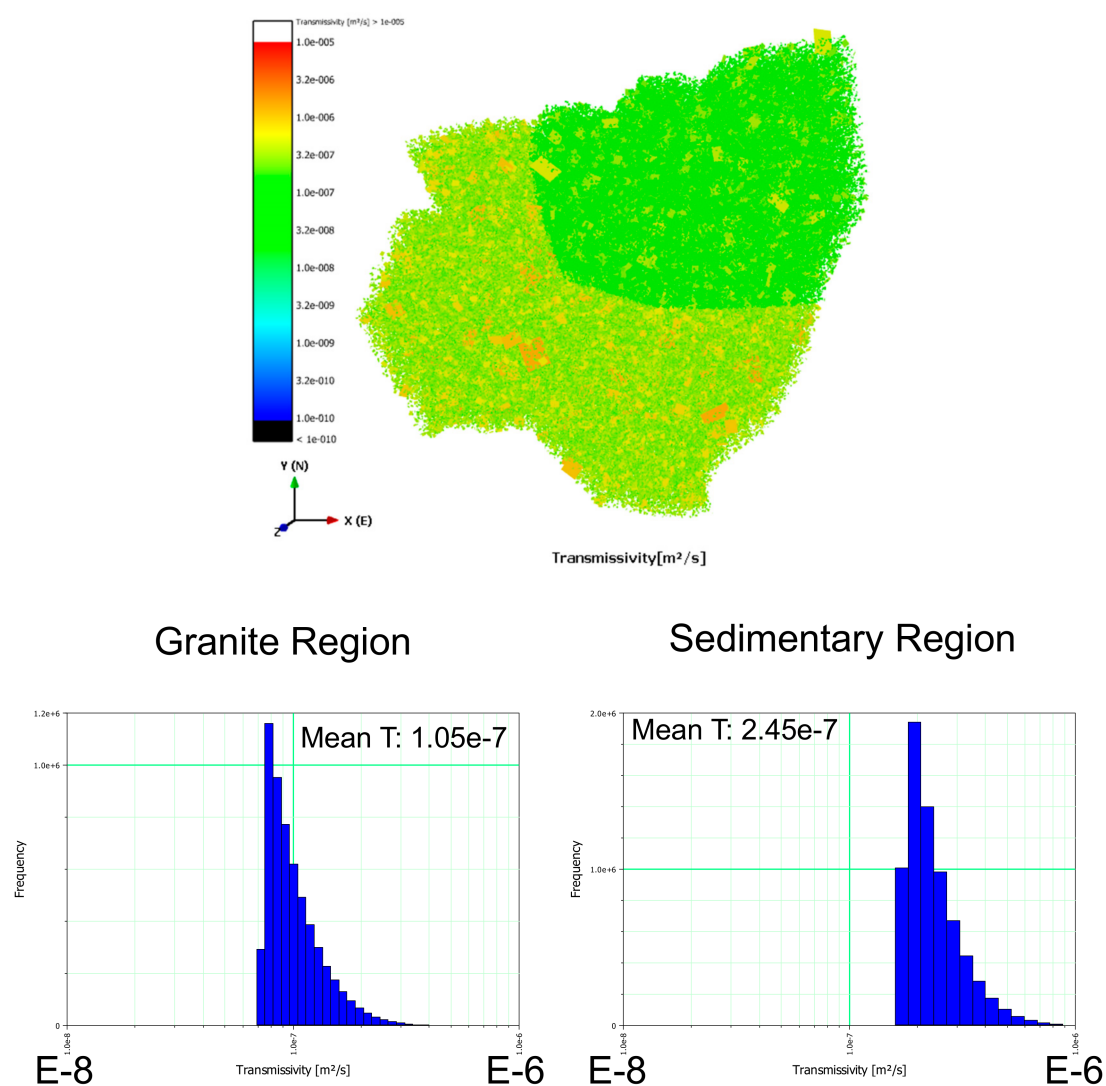 Transmissivity [m²/s] > 1e-005
1.0e-005
3.2e-006
1.0e-006
3.2e-007
1.0e-007
3.2e-008
1.0e-008
3.2e-009
1.0e-009
3.2e-010
1.0e-010
< 1e-010
Y (N)
X (E)
Z
Transmissivity[m²/s]
Granite Region
Sedimentary Region
1.2e+6
Mean T: 1.05e-7
1.0e+6
Frequency
0
1.0e-8
1.0e-7
1.0e-6
E-8
Transmissivity [m²/s]
E-6
2.0e+6
Mean T: 2.45e-7
1.0e+6
Frequency
0
1.0e-8
1.0e-7
1.0e-6
E-8
Transmissivity [m²/s]
E-6